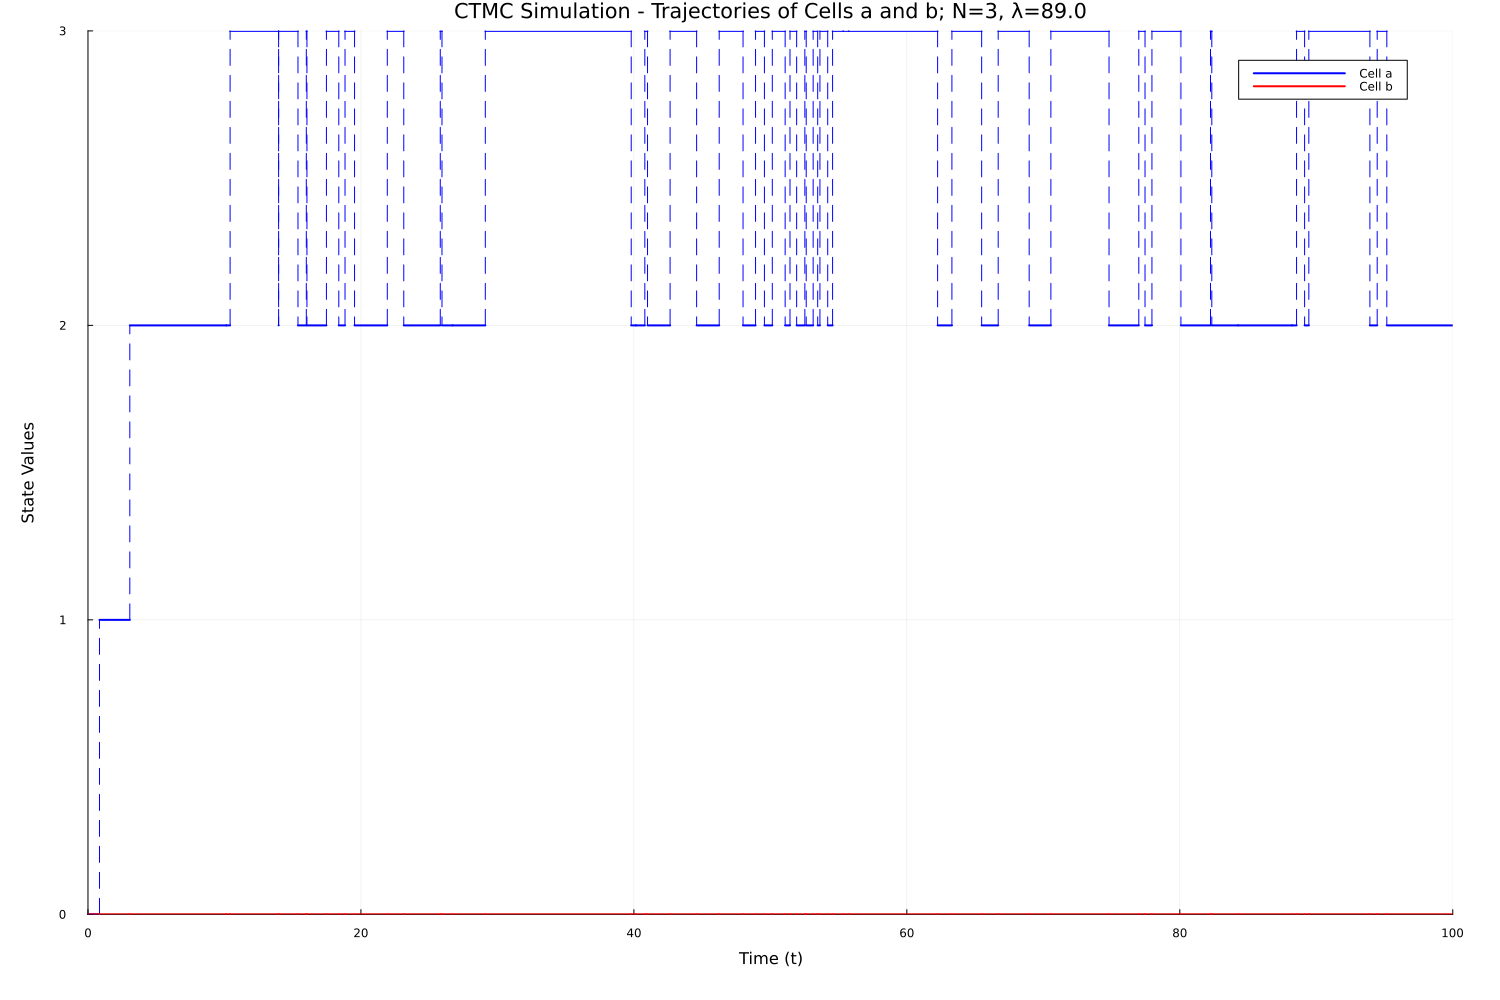 CTMC Simulation - Trajectories of Cells a and b; N=3, λ=89.0
3
Cell a
Cell b
2
State Values
1
0
0 20 40 60 80 100
Time (t)